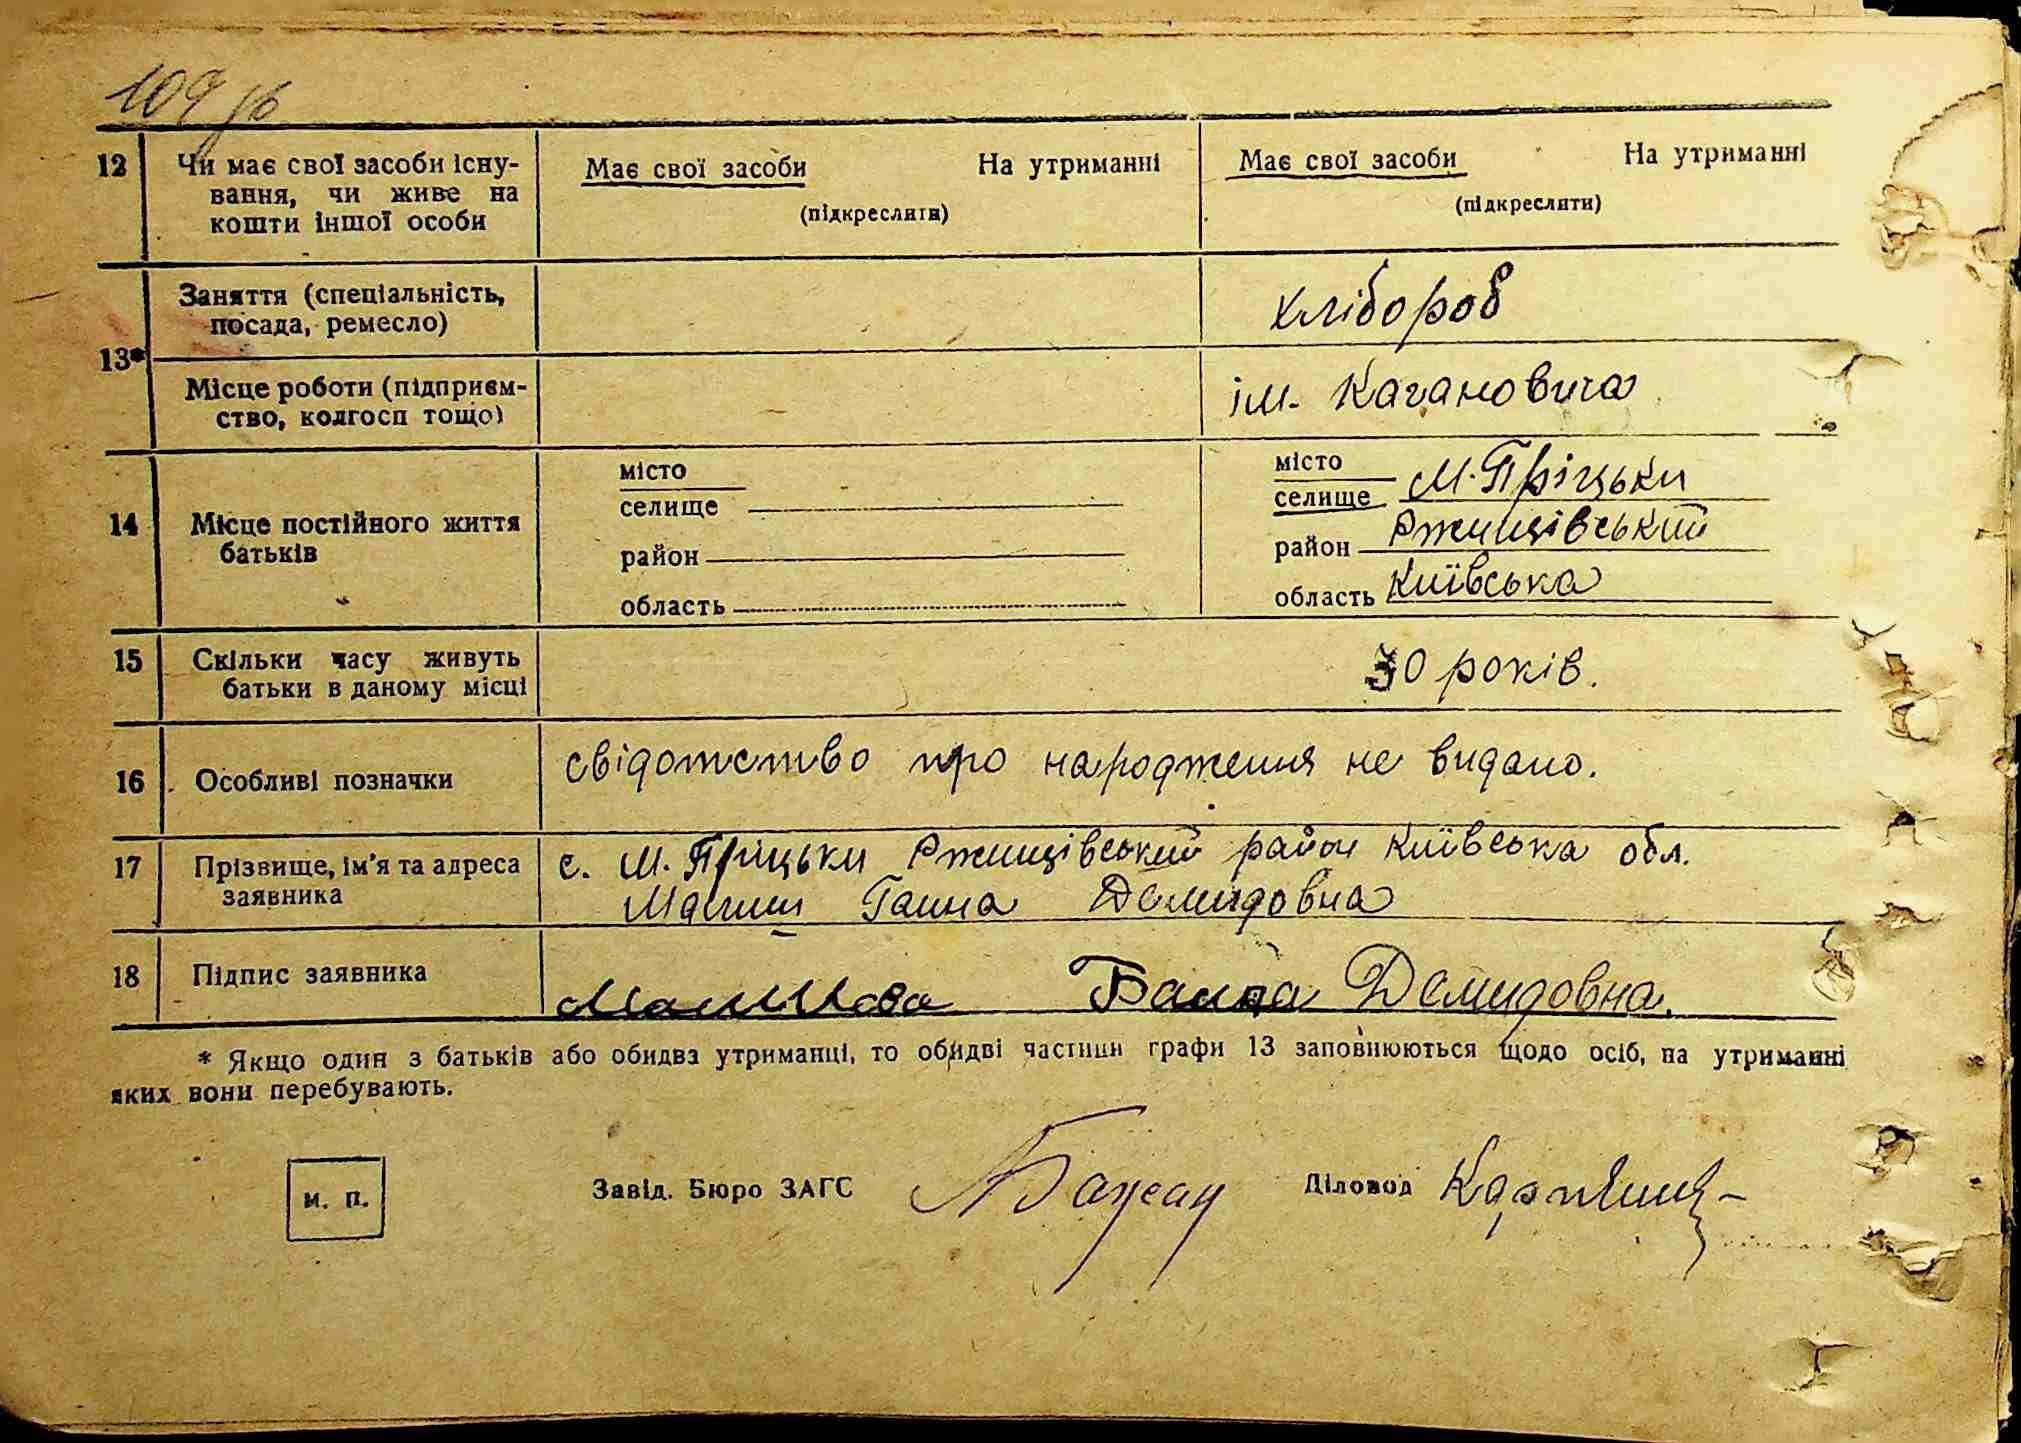 109 зв
12 Чи має свої засоби існу-
вання, чи живе на
кошти іншої особи
Має свої засоби На утриманні
(підкреслити)
Має свої засоби На утриманні
(підкреслити)
13*
Заняття (спеціальність,
посада, ремесло)
хлібороб
Місце роботи (підприєм-
ство, колгосп тощо)
ім. Кагановича
14 Місце постійного життя
батьків
місто
селище
район
область
місто
селище М. Пріцьки
район Ржищівський
область Київська
15 Скільки часу живуть
батьки в даному місці
30 років.
16 Особливі позначки
свідотство про народження не видано.
17 Прізвище, ім'я та адреса
заявника
с. М. Пріцьки Ржищівський район Київська обл.
Ганна Демидовна
18 Підпис заявника
Ганна Демидовна.
* Якщо один з батьків або обидва утриманці, то обидві частини графи 13 заповнюються щодо осіб, на утриманні
яких вони перебувають.
м. п.
Завід. Бюро ЗАГС Бажан
Діловод